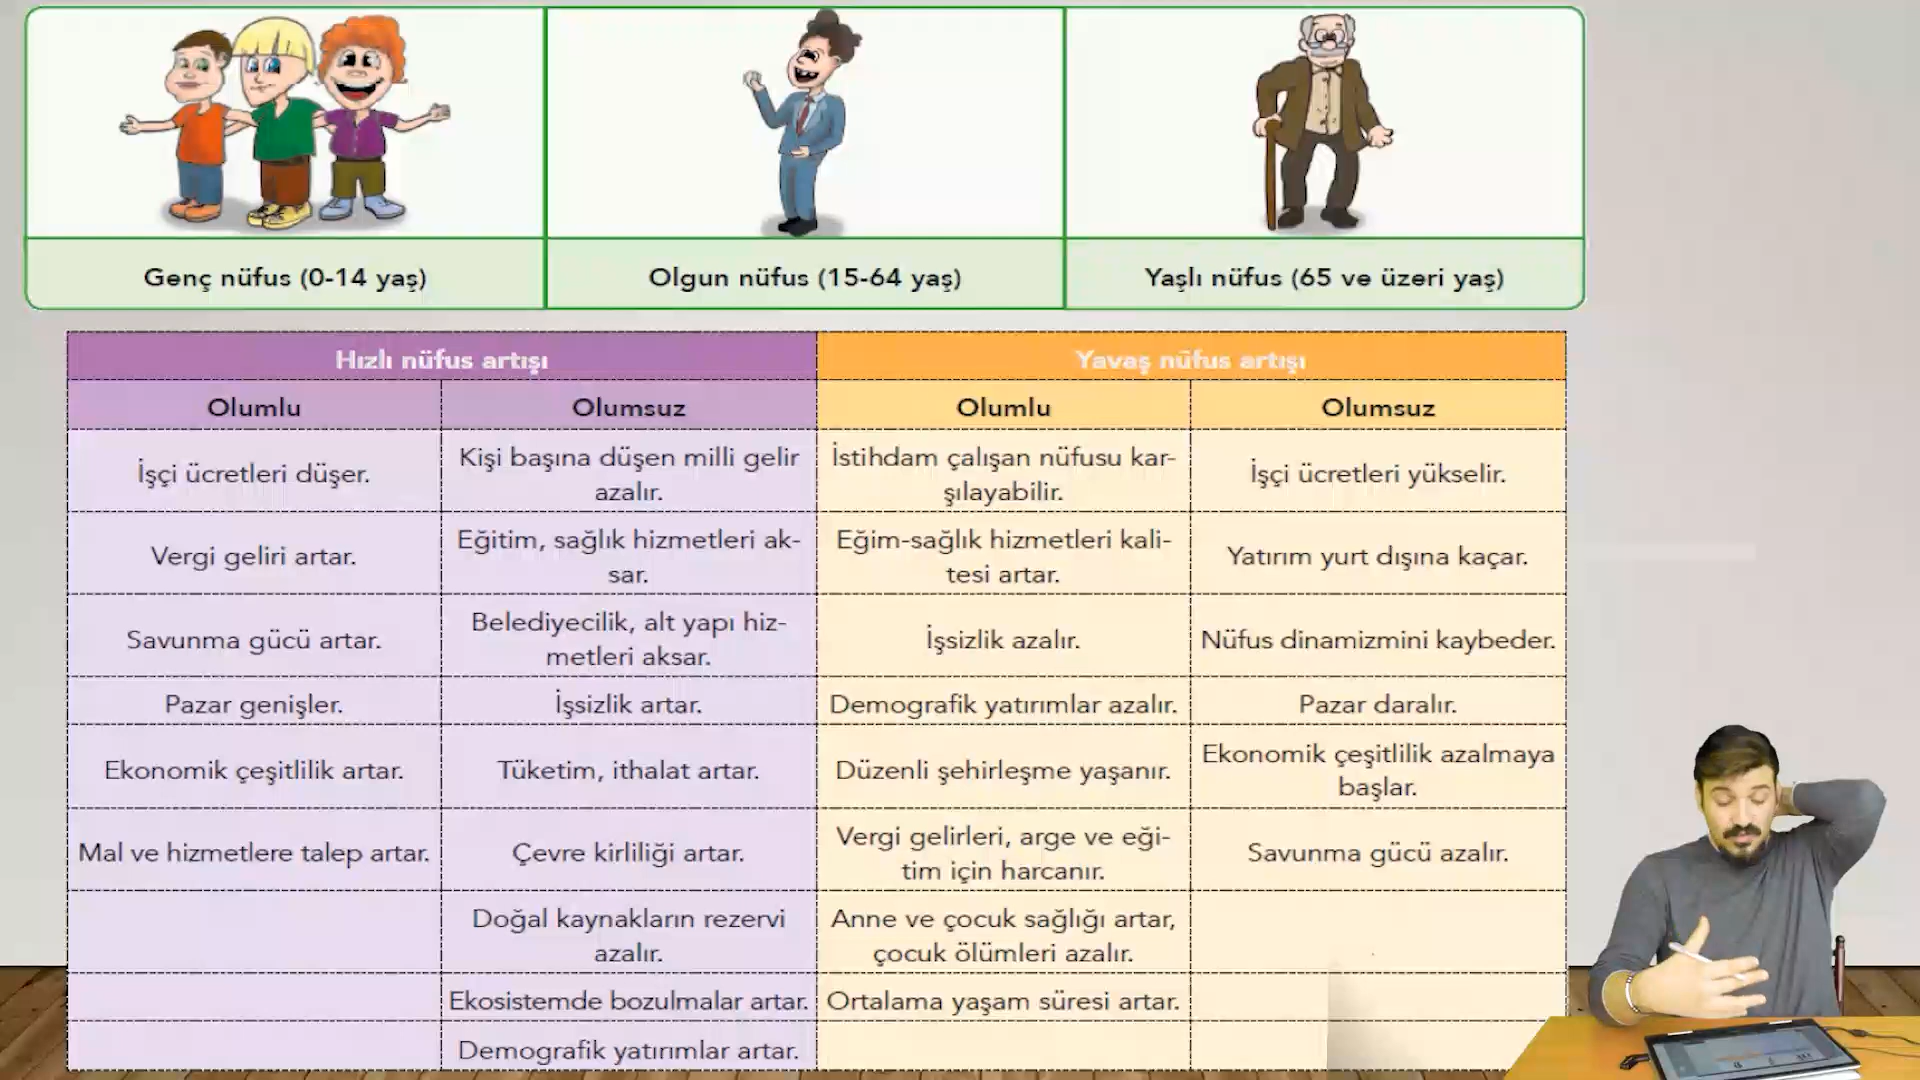 Genç nüfus (0-14 yaş)
Olgun nüfus (15-64 yaş)
Yaşlı nüfus (65 ve üzeri yaş)
Hızlı nüfus artışı
Yavaş nüfus artışı
Olumlu
Olumsuz
Olumlu
Olumsuz
İşçi ücretleri düşer.
Kişi başına düşen milli gelir
azalır.
İstihdam çalışan nüfusu kar-
şılayabilir.
İşçi ücretleri yükselir.
Vergi geliri artar.
Eğitim, sağlık hizmetleri ak-
sar.
Eğim-sağlık hizmetleri kali-
tesi artar.
Yatırım yurt dışına kaçar.
Savunma gücü artar.
Belediyecilik, alt yapı hiz-
metleri aksar.
İşsizlik azalır.
Nüfus dinamizmini kaybeder.
Pazar genişler.
İşsizlik artar.
Demografik yatırımlar azalır.
Pazar daralır.
Ekonomik çeşitlilik artar.
Tüketim, ithalat artar.
Düzenli şehirleşme yaşanır.
Ekonomik çeşitlilik azalmaya
başlar.
Mal ve hizmetlere talep artar.
Çevre kirliliği artar.
Vergi gelirleri, arge ve eği-
tim için harcanır.
Savunma gücü azalır.
Doğal kaynakların rezervi
azalır.
Anne ve çocuk sağlığı artar,
çocuk ölümleri azalır.
Ekosistemde bozulmalar artar.
Ortalama yaşam süresi artar.
Demografik yatırımlar artar.